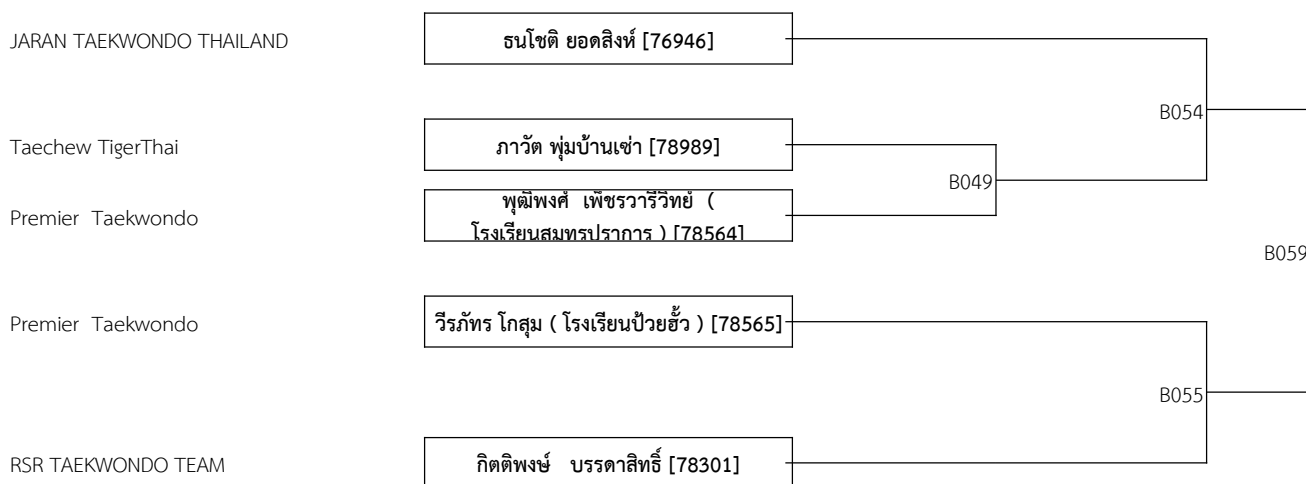 JARAN TAEKWONDO THAILAND
ธนโชติ ยอดสิงห์ [76946]
B054
Taechew TigerThai
ภาวัต พุ่มบ้านเซ่า [78989]
B049
Premier Taekwondo
พุฒิพงศ์ เพ็ชรวารีวิทย์ (
โรงเรียนสมุทรปราการ ) [78564]
B059
Premier Taekwondo
วีรภัทร โกสุม ( โรงเรียนป้วยฮั้ว ) [78565]
B055
RSR TAEKWONDO TEAM
กิตติพงษ์ บรรดาสิทธิ์ [78301]